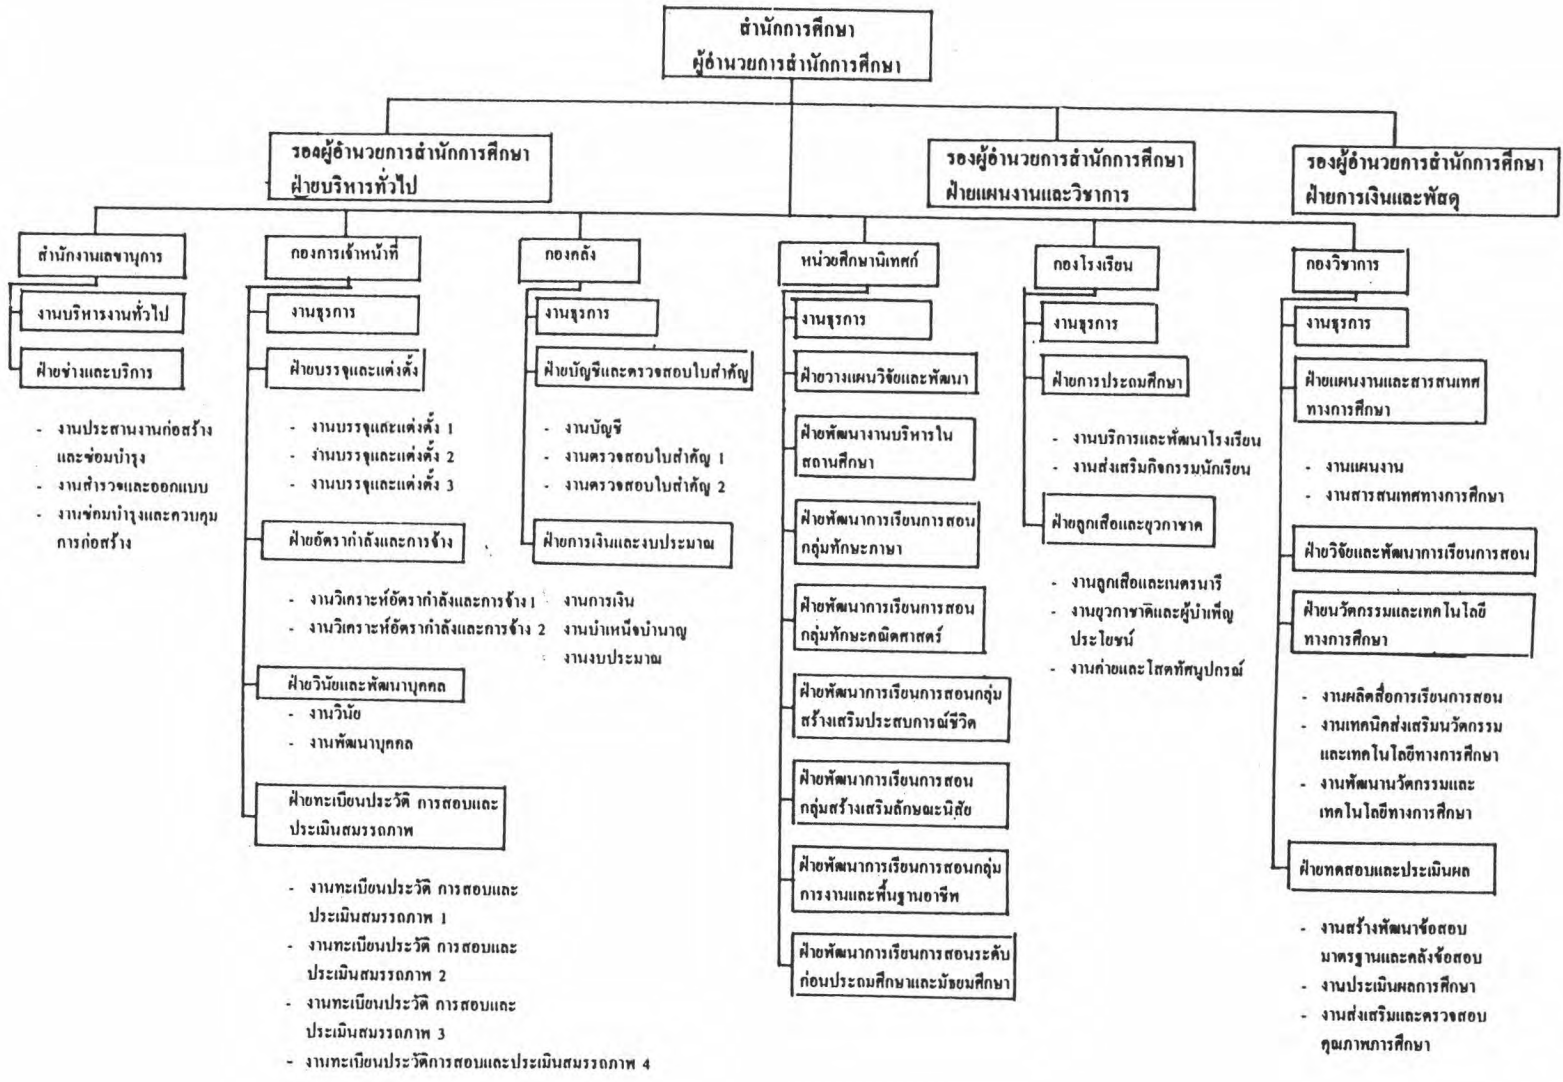 สำนักการศึกษา
ผู้อำนวยการสำนักการศึกษา
รองผู้อำนวยการสำนักการศึกษา
ฝ่ายบริหารทั่วไป
รองผู้อำนวยการสำนักการศึกษา
ฝ่ายแผนงานและวิชาการ
รองผู้อำนวยการสำนักการศึกษา
ฝ่ายการเงินและพัสดุ
สำนักงานเลขานุการ
งานบริหารงานทั่วไป
ฝ่ายช่างและบริการ
- งานประสานงานก่อสร้าง
และซ่อมบำรุง
- งานสำรวจและออกแบบ
- งานซ่อมบำรุงและควบคุม
การก่อสร้าง
กองการเจ้าหน้าที่
งานธุรการ
ฝ่ายบรรจุและแต่งตั้ง
- งานบรรจุและแต่งตั้ง 1
- งานบรรจุและแต่งตั้ง 2
- งานบรรจุและแต่งตั้ง 3
ฝ่ายอัตรากำลังและการจ้าง
- งานวิเคราะห์อัตรากำลังและการจ้าง 1
- งานวิเคราะห์อัตรากำลังและการจ้าง 2
ฝ่ายวินัยและพัฒนาบุคคล
- งานวินัย
- งานพัฒนาบุคคล
ฝ่ายทะเบียนประวัติ การสอบและ
ประเมินสมรรถภาพ
- งานทะเบียนประวัติ การสอบและ
ประเมินสมรรถภาพ 1
- งานทะเบียนประวัติ การสอบและ
ประเมินสมรรถภาพ 2
- งานทะเบียนประวัติ การสอบและ
ประเมินสมรรถภาพ 3
- งานทะเบียนประวัติการสอบและประเมินสมรรถภาพ 4
กองคลัง
งานธุรการ
ฝ่ายบัญชีและตรวจสอบใบสำคัญ
- งานบัญชี
- งานตรวจสอบใบสำคัญ 1
- งานตรวจสอบใบสำคัญ 2
ฝ่ายการเงินและงบประมาณ
- งานการเงิน
งานบำเหน็จบำนาญ
งานงบประมาณ
หน่วยศึกษานิเทศก์
งานธุรการ
ฝ่ายวางแผนวิจัยและพัฒนา
ฝ่ายพัฒนางานบริหารใน
สถานศึกษา
ฝ่ายพัฒนาการเรียนการสอน
กลุ่มทักษะภาษา
ฝ่ายพัฒนาการเรียนการสอน
กลุ่มทักษะคณิตศาสตร์
ฝ่ายพัฒนาการเรียนการสอนกลุ่ม
สร้างเสริมประสบการณ์ชีวิต
ฝ่ายพัฒนาการเรียนการสอน
กลุ่มสร้างเสริมลักษณะนิสัย
ฝ่ายพัฒนาการเรียนการสอนกลุ่ม
การงานและพื้นฐานอาชีพ
ฝ่ายพัฒนาการเรียนการสอนระดับ
ก่อนประถมศึกษาและมัธยมศึกษา
กองโรงเรียน
งานธุรการ
ฝ่ายการประถมศึกษา
- งานบริการและพัฒนาโรงเรียน
- งานส่งเสริมกิจกรรมนักเรียน
ฝ่ายลูกเสือและยุวกาชาด
- งานลูกเสือและเนตรนารี
- งานยุวกาชาดและผู้บำเพ็ญ
ประโยชน์
- งานค่ายและโสตทัศนูปกรณ์
กองวิชาการ
งานธุรการ
ฝ่ายแผนงานและสารสนเทศ
ทางการศึกษา
- งานแผนงาน
- งานสารสนเทศทางการศึกษา
ฝ่ายวิจัยและพัฒนาการเรียนการสอน
ฝ่ายนวัตกรรมและเทคโนโลยี
ทางการศึกษา
- งานผลิตสื่อการเรียนการสอน
- งานเทคนิคส่งเสริมนวัตกรรม
และเทคโนโลยีทางการศึกษา
- งานพัฒนานวัตกรรมและ
เทคโนโลยีทางการศึกษา
ฝ่ายทดสอบและประเมินผล
- งานสร้างพัฒนาข้อสอบ
มาตรฐานและคลังข้อสอบ
- งานประเมินผลการศึกษา
- งานส่งเสริมและตรวจสอบ
คุณภาพการศึกษา